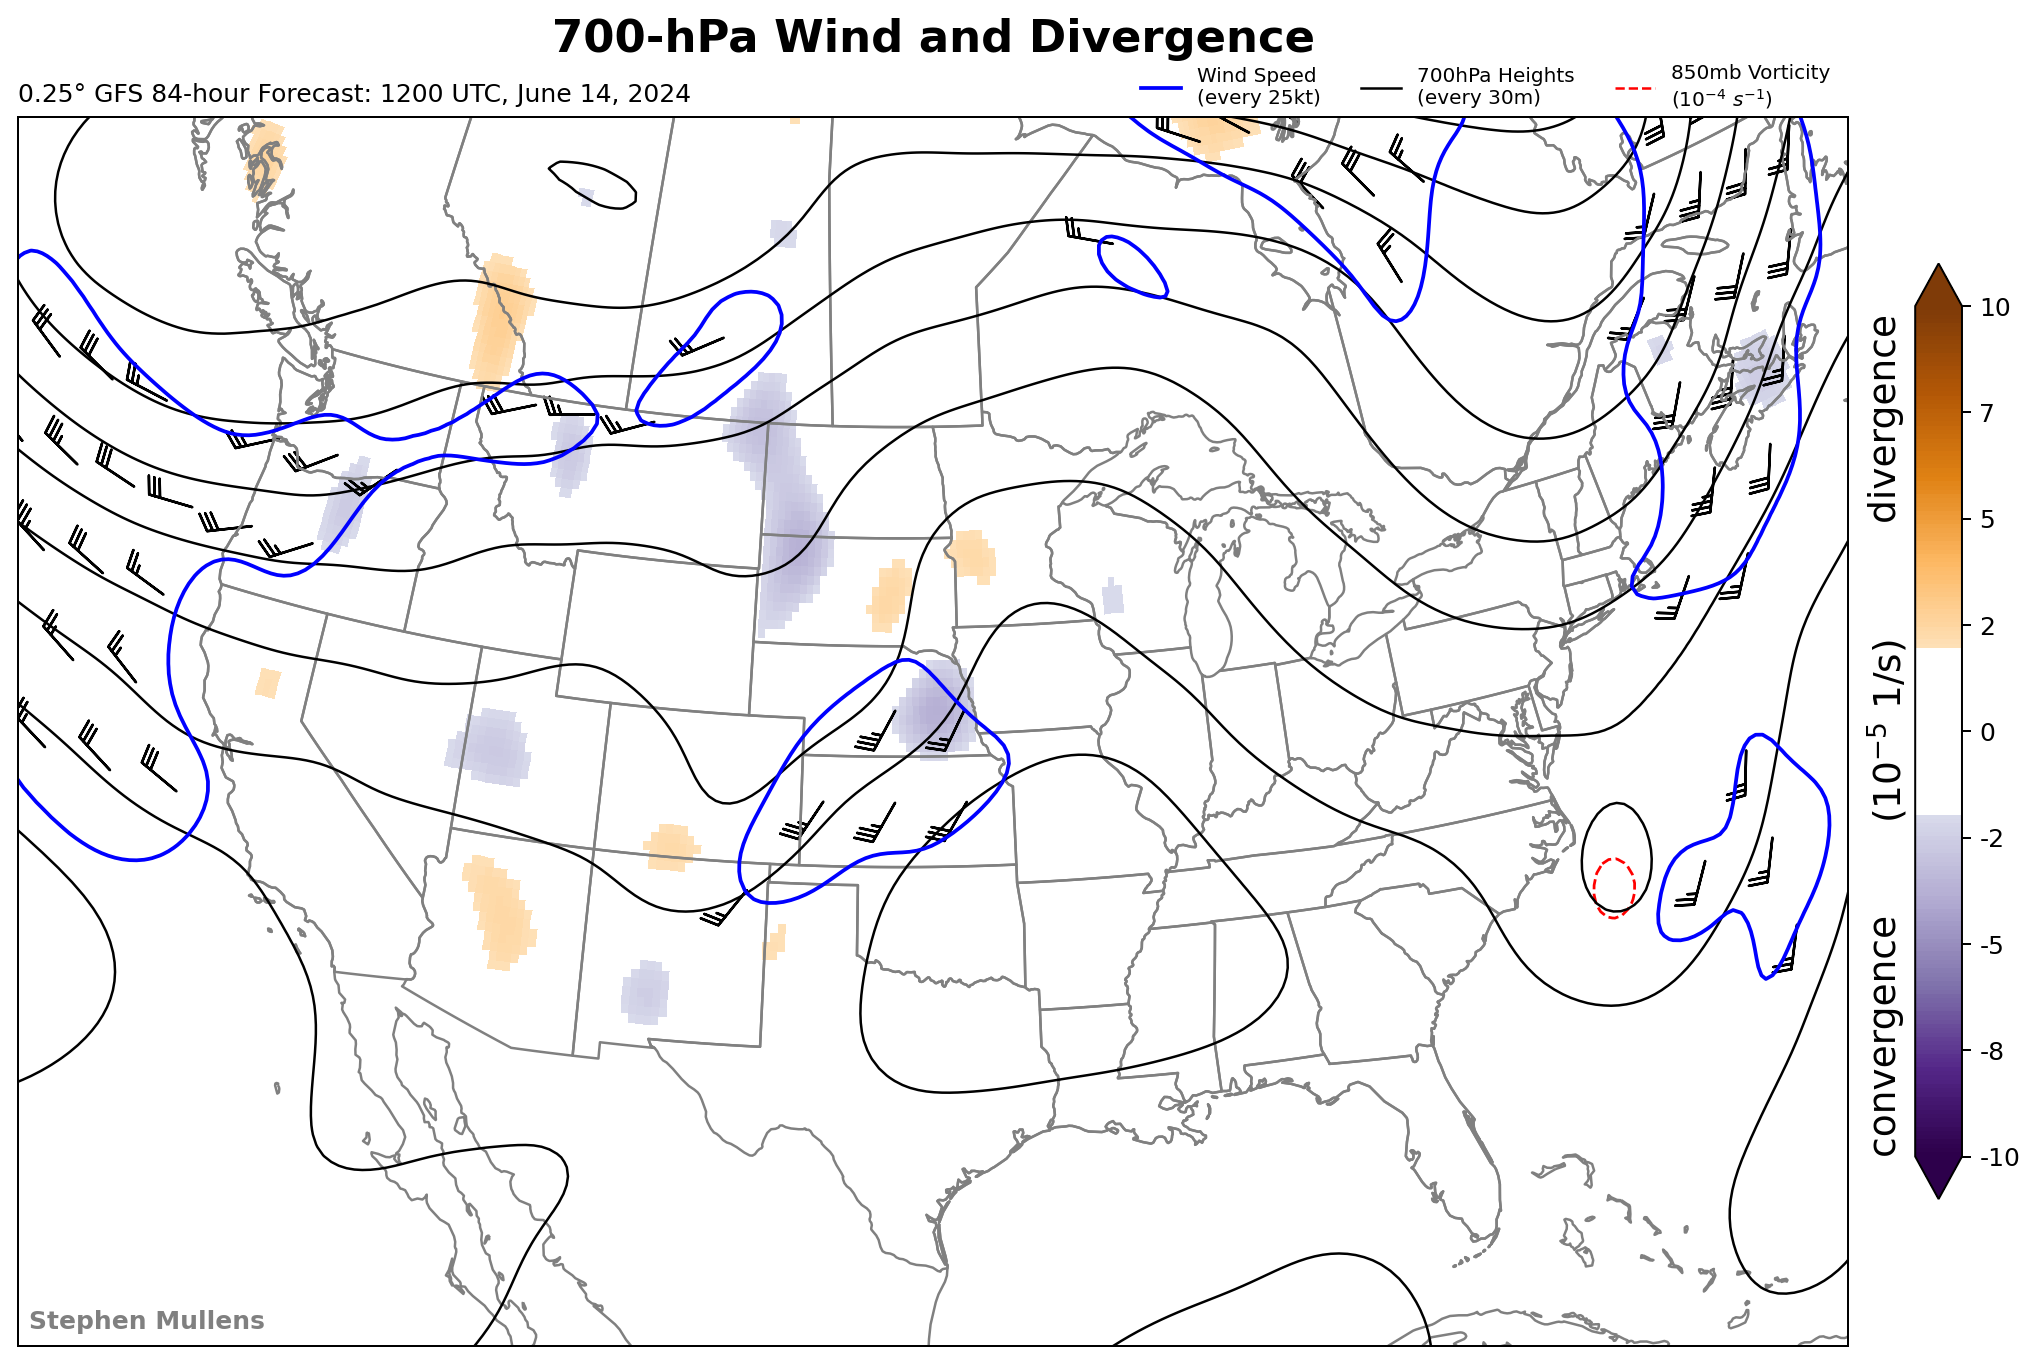 700-hPa Wind and Divergence
0.25° GFS 84-hour Forecast: 1200 UTC, June 14, 2024
Wind Speed
(every 25kt)
700hPa Heights
(every 30m)
850mb Vorticity
(10⁻⁴ s⁻¹)
10
7
5
2
0
-2
-5
-8
-10
convergence (10⁻⁵ 1/s) divergence
Stephen Mullens